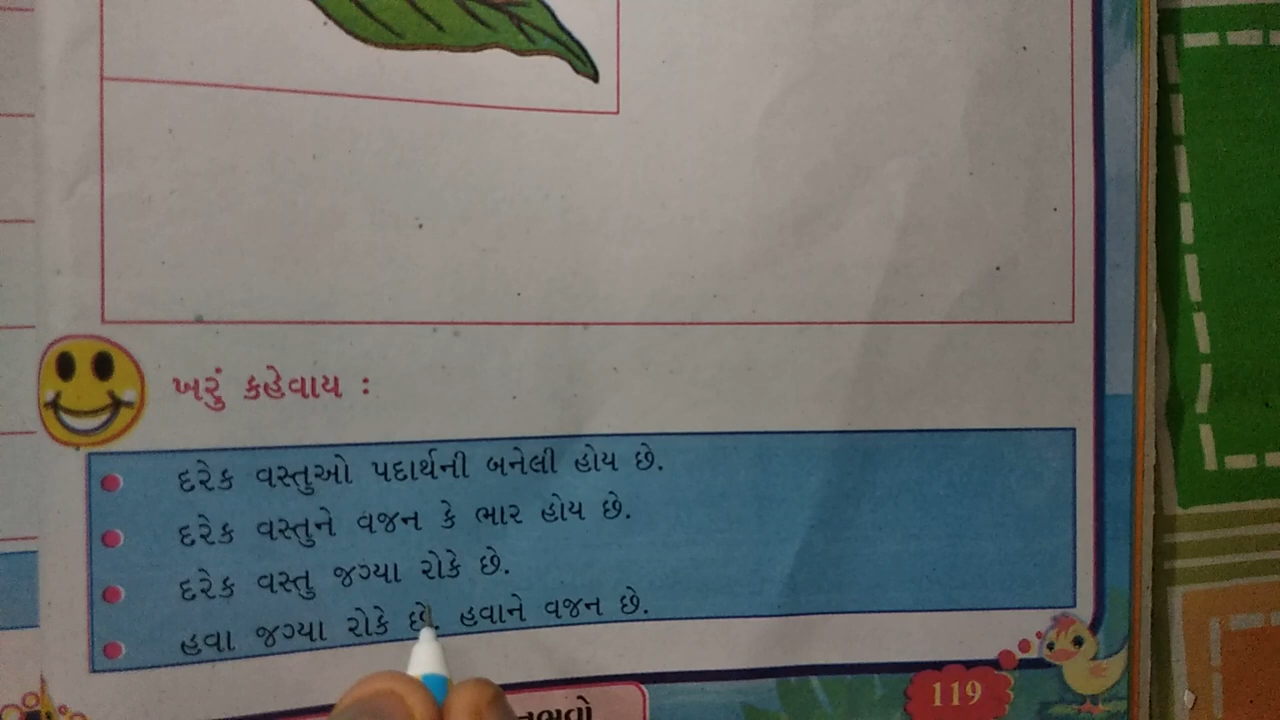 ખરું કહેવાય :
દરેક વસ્તુઓ પદાર્થની બનેલી હોય છે.
દરેક વસ્તુને વજન કે ભાર હોય છે.
દરેક વસ્તુ જગ્યા રોકે છે.
હવા જગ્યા રોકે છે. હવાને વજન છે.
119